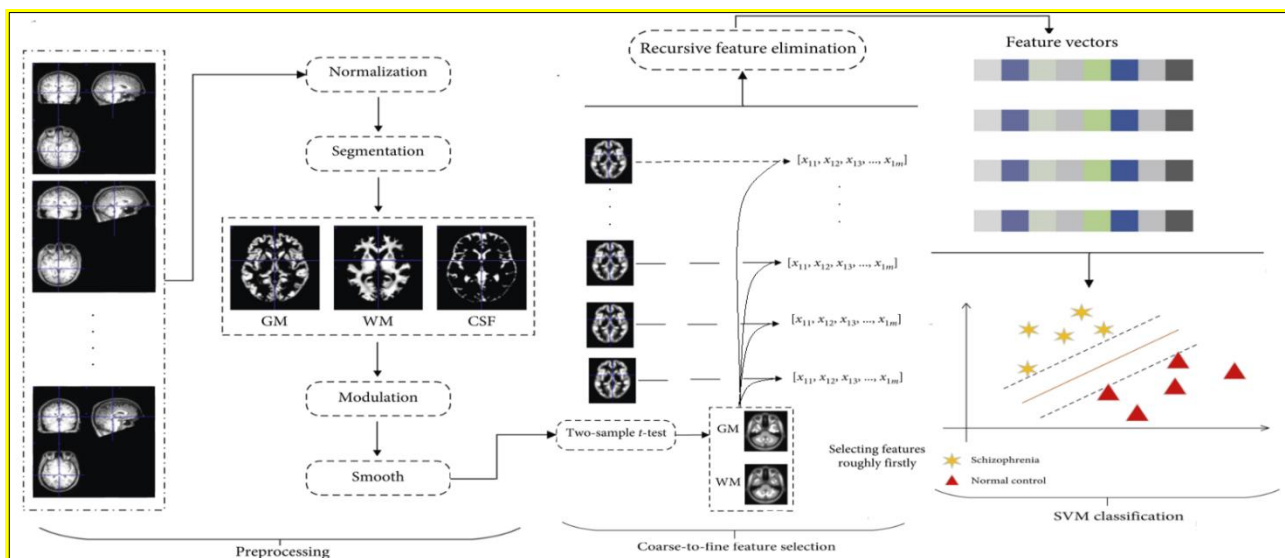 Normalization
Segmentation
GM
WM
CSF
Modulation
Smooth
Preprocessing
Recursive feature elimination
[x11, x12, x13, ..., x1m]
[x11, x12, x13, ..., x1m]
[x11, x12, x13, ..., x1m]
[x11, x12, x13, ..., x1m]
Two-sample t-test
GM
WM
Selecting features
roughly firstly
Coarse-to-fine feature selection
Feature vectors
Schizophrenia
Normal control
SVM classification